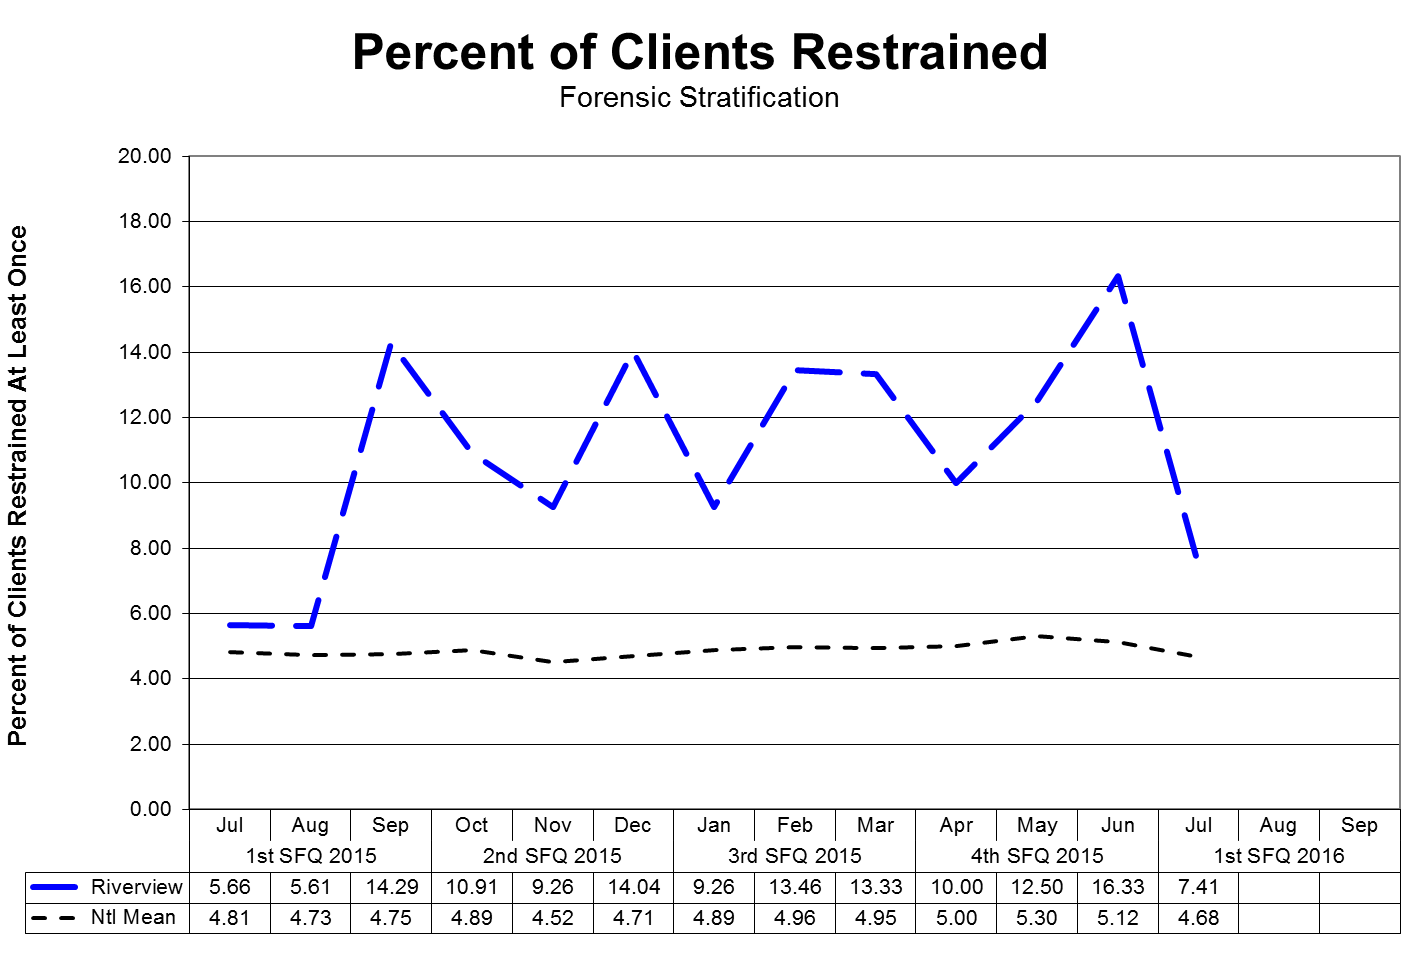 Percent of Clients Restrained
Forensic Stratification
Percent of Clients Restrained At Least Once
20.00
18.00
16.00
14.00
12.00
10.00
8.00
6.00
4.00
2.00
0.00
Jul Aug Sep Oct Nov Dec Jan Feb Mar Apr May Jun Jul Aug Sep
1st SFQ 2015 2nd SFQ 2015 3rd SFQ 2015 4th SFQ 2015 1st SFQ 2016
Riverview 5.66 5.61 14.29 10.91 9.26 14.04 9.26 13.46 13.33 10.00 12.50 16.33 7.41
Ntl Mean 4.81 4.73 4.75 4.89 4.52 4.71 4.89 4.96 4.95 5.00 5.30 5.12 4.68